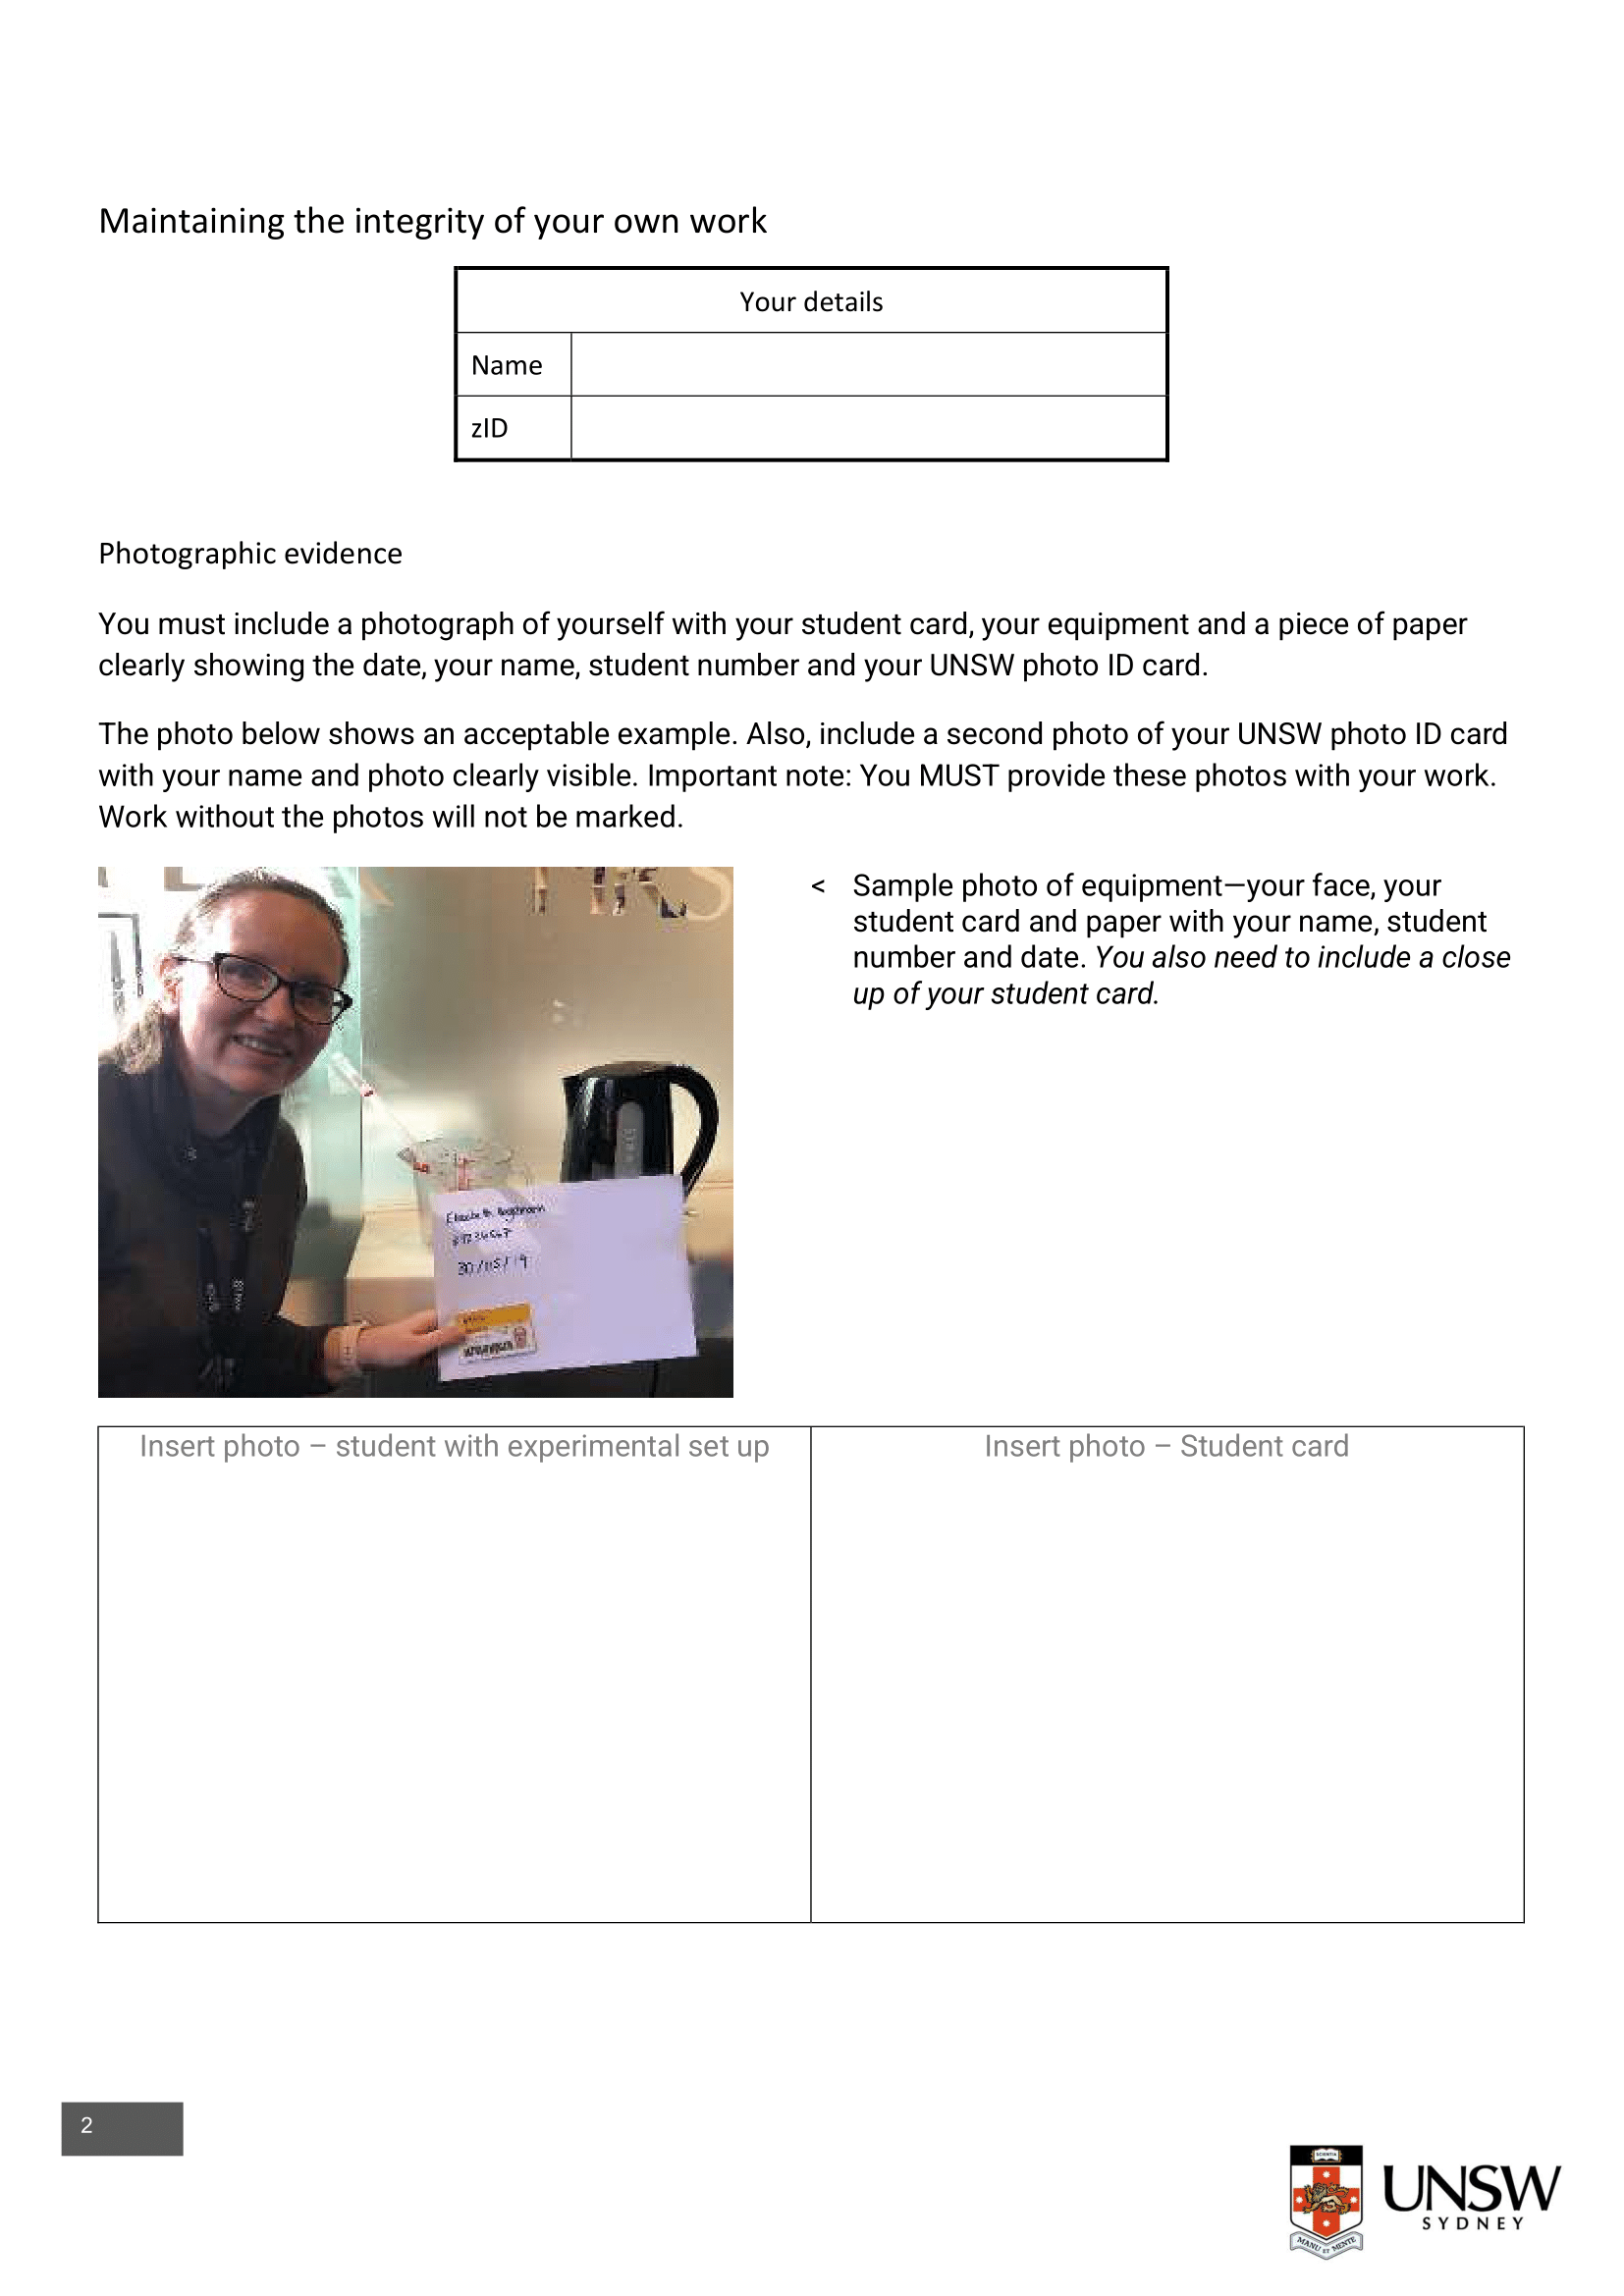 Maintaining the integrity of your own work
Your details
Name
zID
Photographic evidence
You must include a photograph of yourself with your student card, your equipment and a piece of paper
clearly showing the date, your name, student number and your UNSW photo ID card.
The photo below shows an acceptable example. Also, include a second photo of your UNSW photo ID card
with your name and photo clearly visible. Important note: You MUST provide these photos with your work.
Work without the photos will not be marked.
< Sample photo of equipment—your face, your
student card and paper with your name, student
number and date. You also need to include a close
up of your student card.
Elizabeth
30/05/19
Insert photo – student with experimental set up
Insert photo – Student card
2
SCIENTIA
MANU ET MENTE
UNSW
SYDNEY